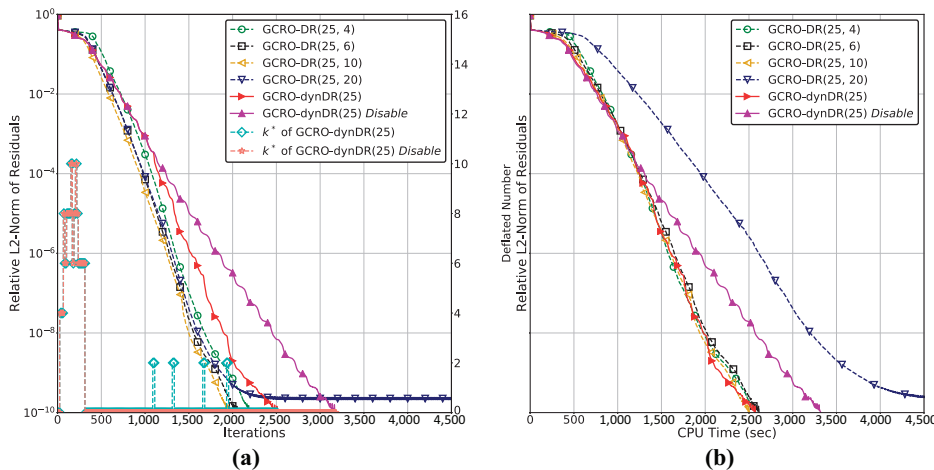 10^0
10^-2
10^-4
10^-6
10^-8
10^-10
Relative L2-Norm of Residuals
0 500 1,000 1,500 2,000 2,500 3,000 3,500 4,000 4,500
Iterations
16
14
12
10
8
6
4
2
0
Deflated Number
GCRO-DR(25, 4)
GCRO-DR(25, 6)
GCRO-DR(25, 10)
GCRO-DR(25, 20)
GCRO-dynDR(25)
GCRO-dynDR(25) Disable
k* of GCRO-dynDR(25)
k* of GCRO-dynDR(25) Disable
(a)
Relative L2-Norm of Residuals
0 500 1,000 1,500 2,000 2,500 3,000 3,500 4,000 4,500
CPU Time (sec)
GCRO-DR(25, 4)
GCRO-DR(25, 6)
GCRO-DR(25, 10)
GCRO-DR(25, 20)
GCRO-dynDR(25)
GCRO-dynDR(25) Disable
(b)